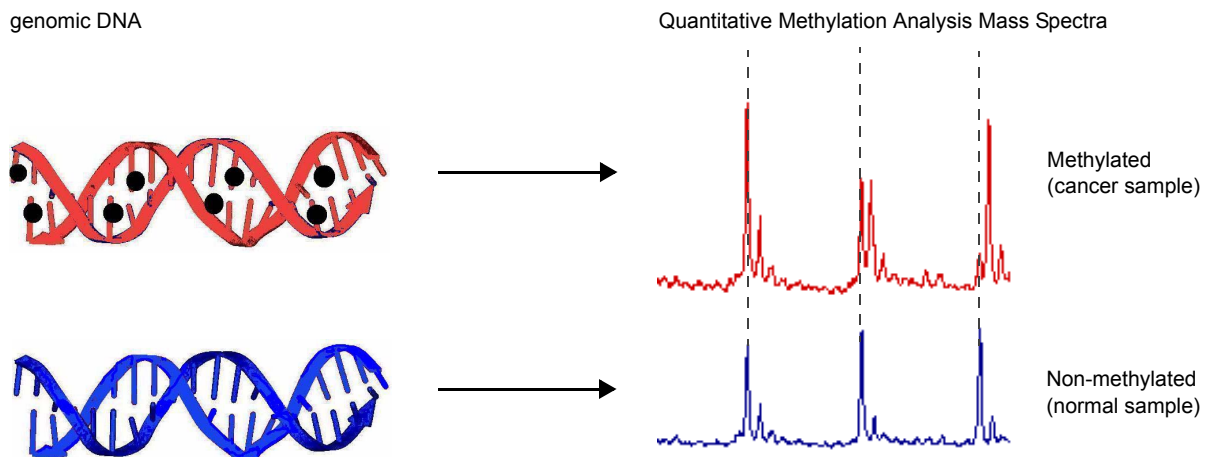 genomic DNA
Quantitative Methylation Analysis Mass Spectra
Methylated
(cancer sample)
Non-methylated
(normal sample)